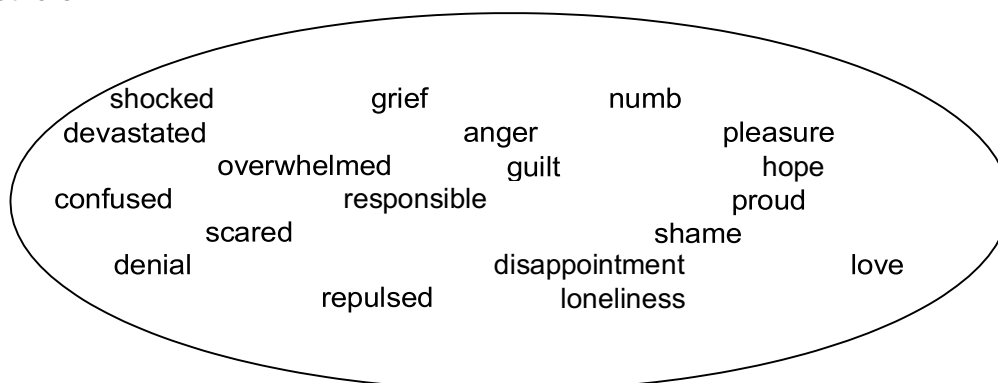 shocked grief numb
devastated anger pleasure
overwhelmed guilt hope
confused responsible proud
scared shame
denial disappointment love
repulsed loneliness